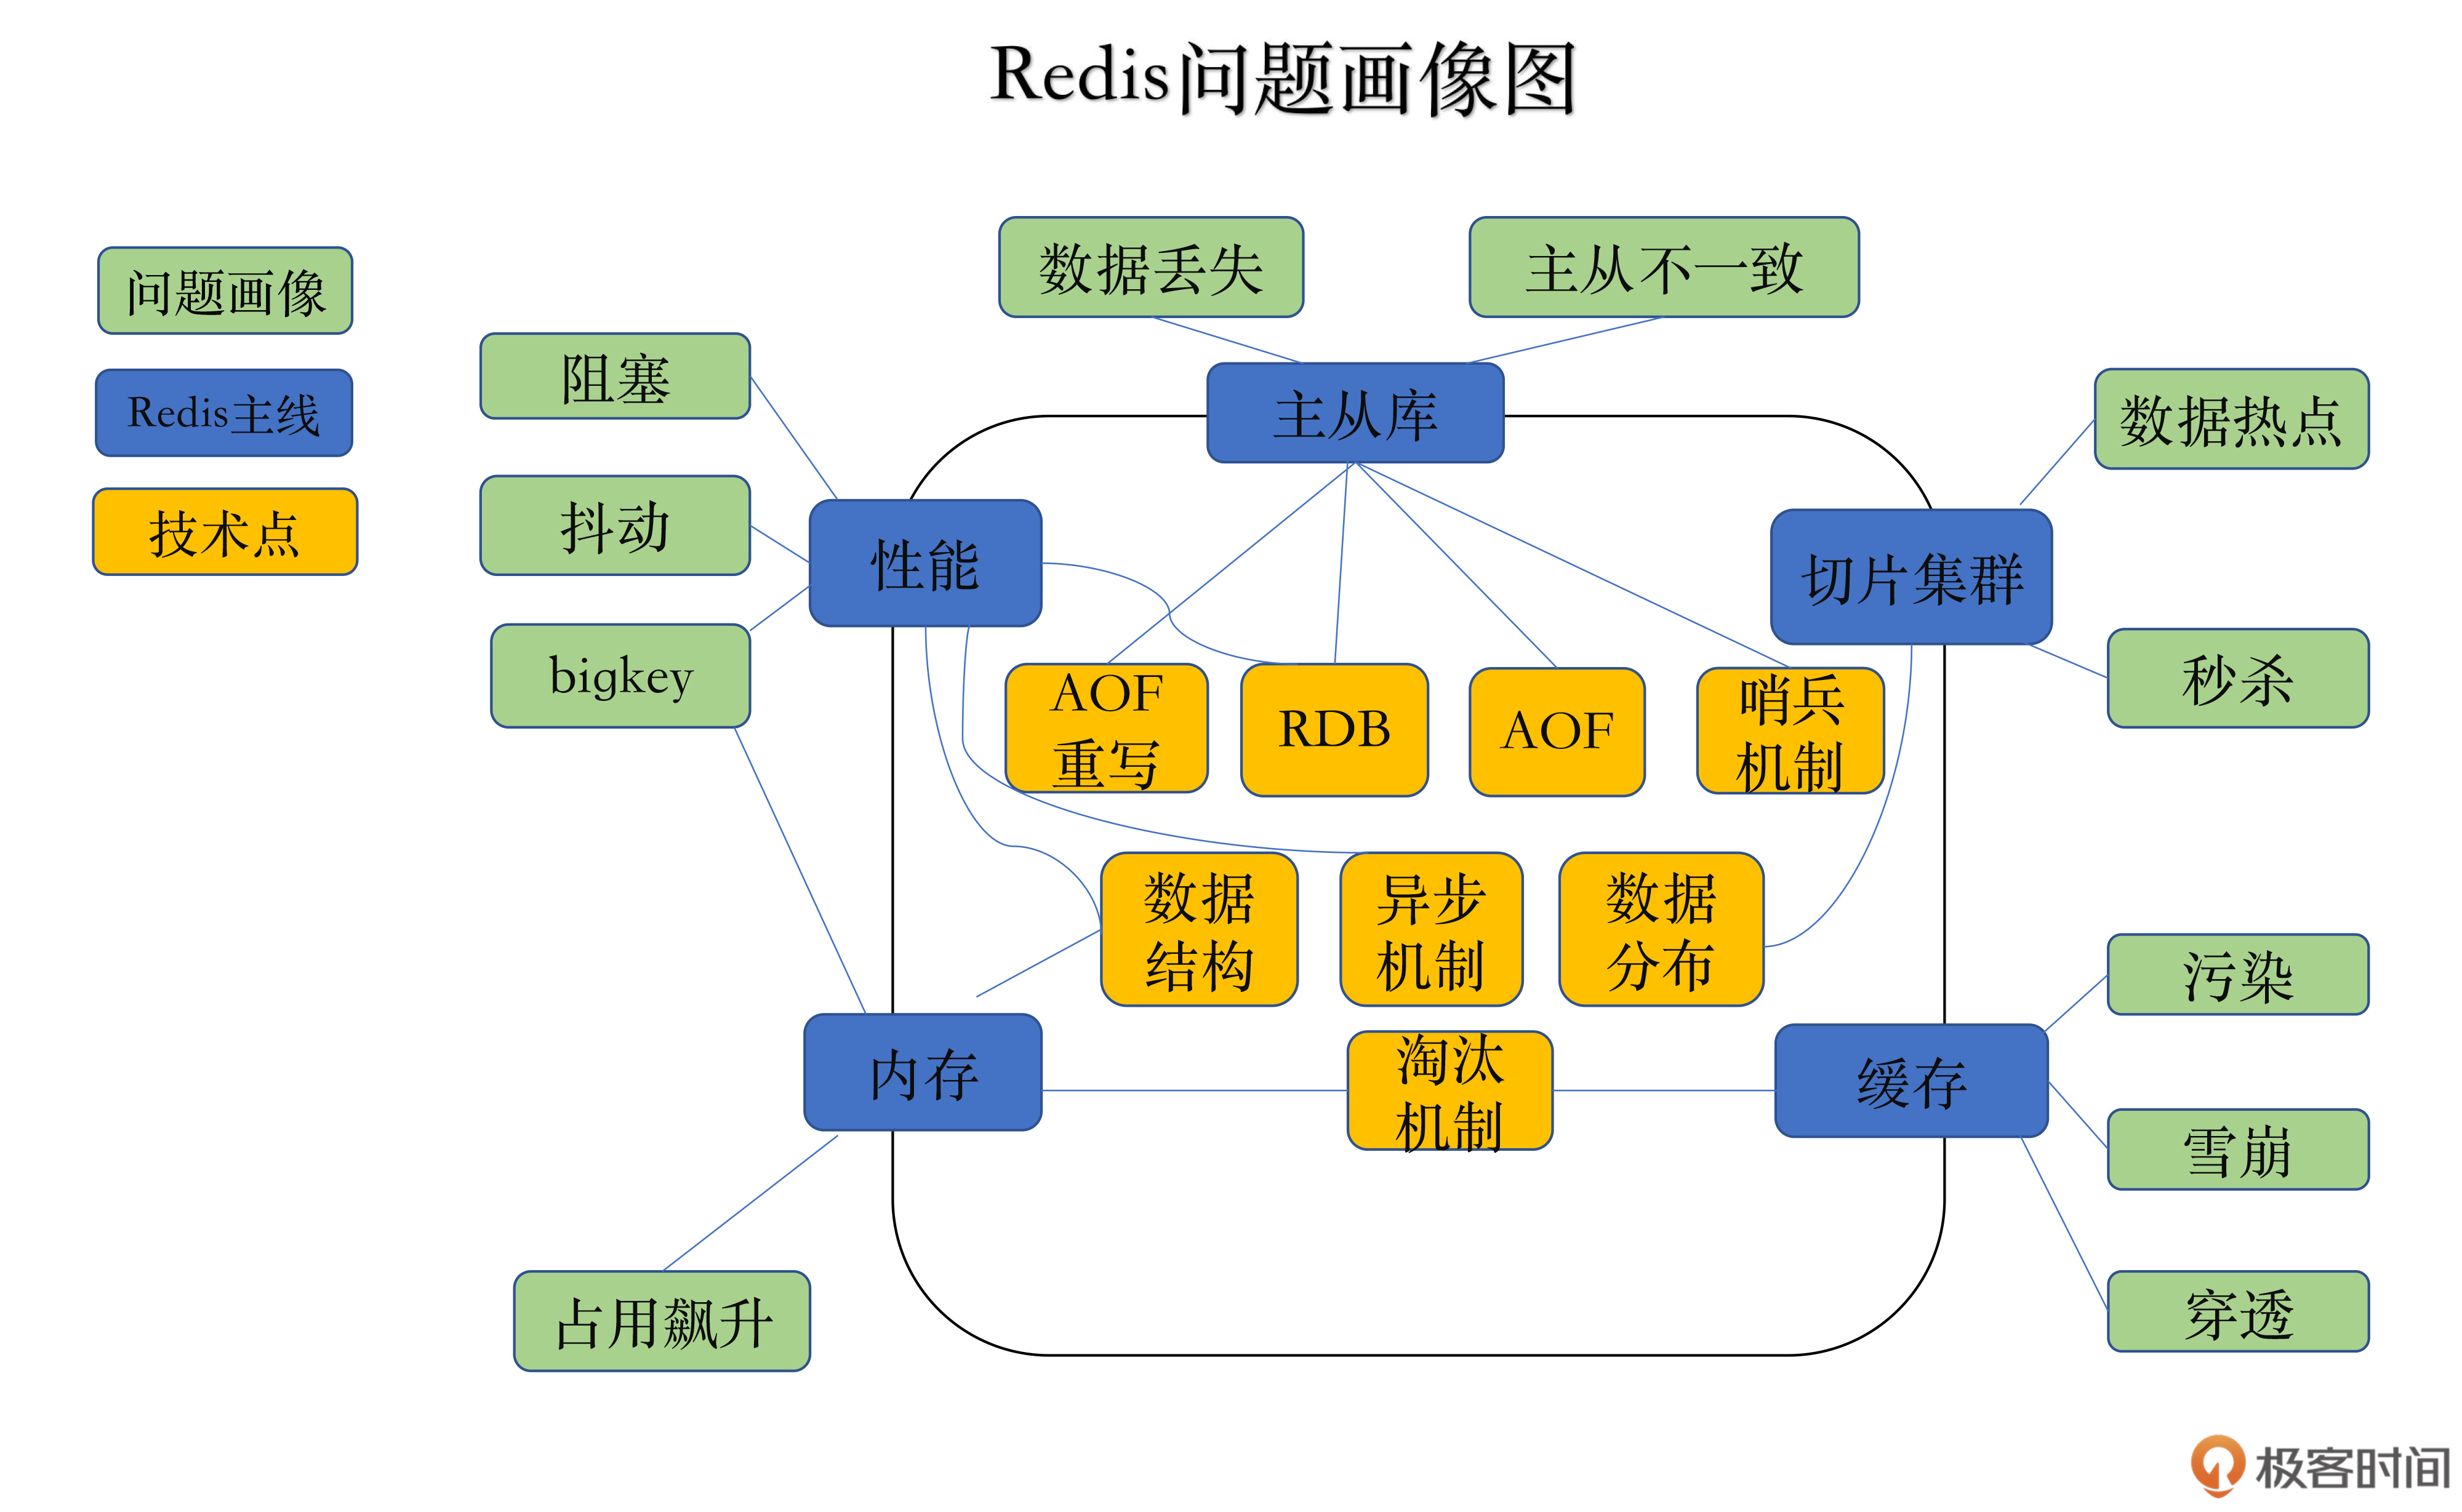 Redis问题画像图
问题画像
Redis主线
技术点
数据丢失
主从不一致
阻塞
抖动
bigkey
主从库
数据热点
性能
切片集群
秒杀
AOF
重写
RDB
AOF
哨兵
机制
数据
结构
异步
机制
数据
分布
内存
淘汰
机制
缓存
污染
雪崩
穿透
占用飙升
极客时间